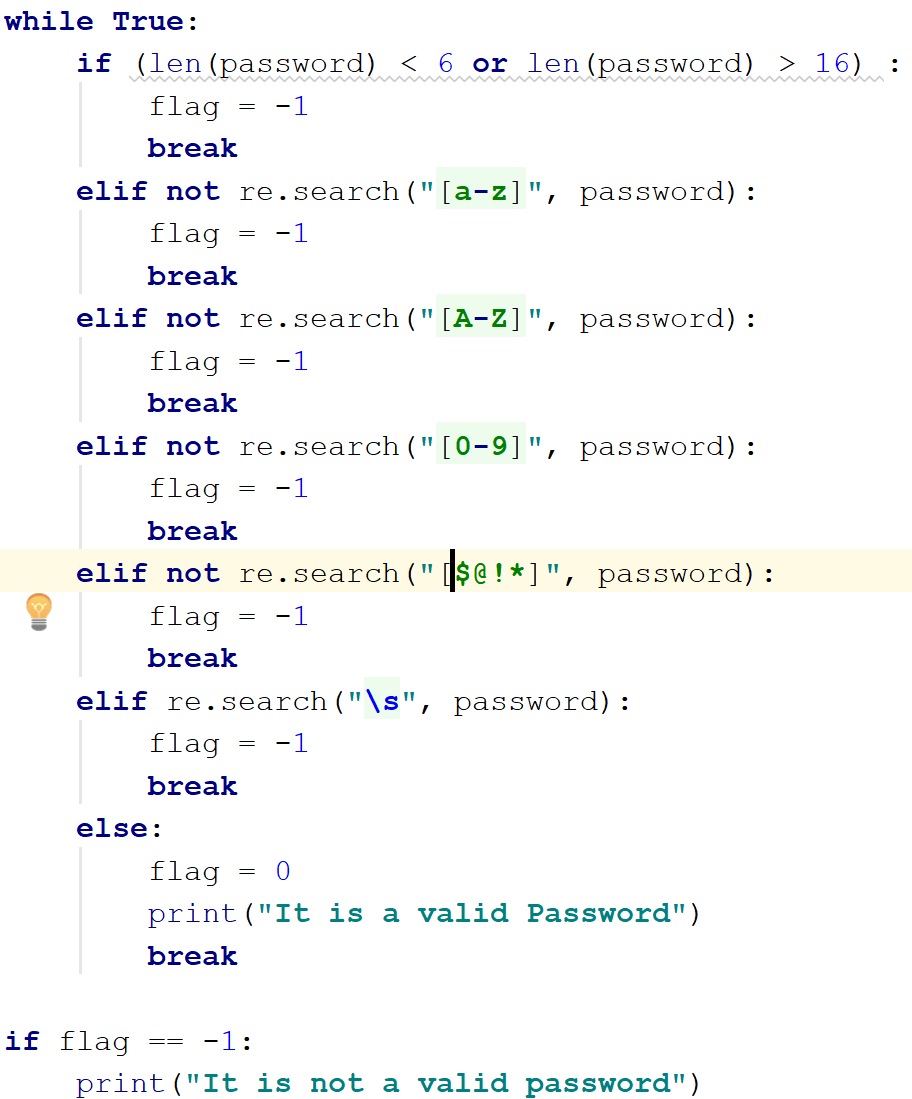 while True:
    if (len(password) < 6 or len(password) > 16) :
        flag = -1
        break
    elif not re.search("[a-z]", password):
        flag = -1
        break
    elif not re.search("[A-Z]", password):
        flag = -1
        break
    elif not re.search("[0-9]", password):
        flag = -1
        break
    elif not re.search("[$@!*]", password):
        flag = -1
        break
    elif re.search("\s", password):
        flag = -1
        break
    else:
        flag = 0
        print("It is a valid Password")
        break

if flag == -1:
    print("It is not a valid password")